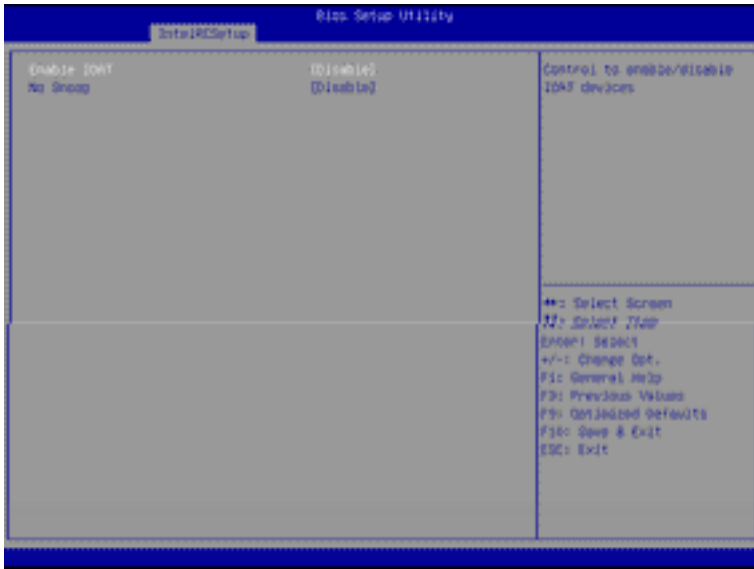 Bios Setup Utility
IntelRCSetup
Enable IOAT [Disable]
No Snoop [Disable]
Control to enable/disable
IOAT devices
→←: Select Screen
↑↓: Select Item
Enter: Select
+/-: Change Opt.
F1: General Help
F3: Previous Values
F9: Optimized Defaults
F10: Save & Exit
ESC: Exit